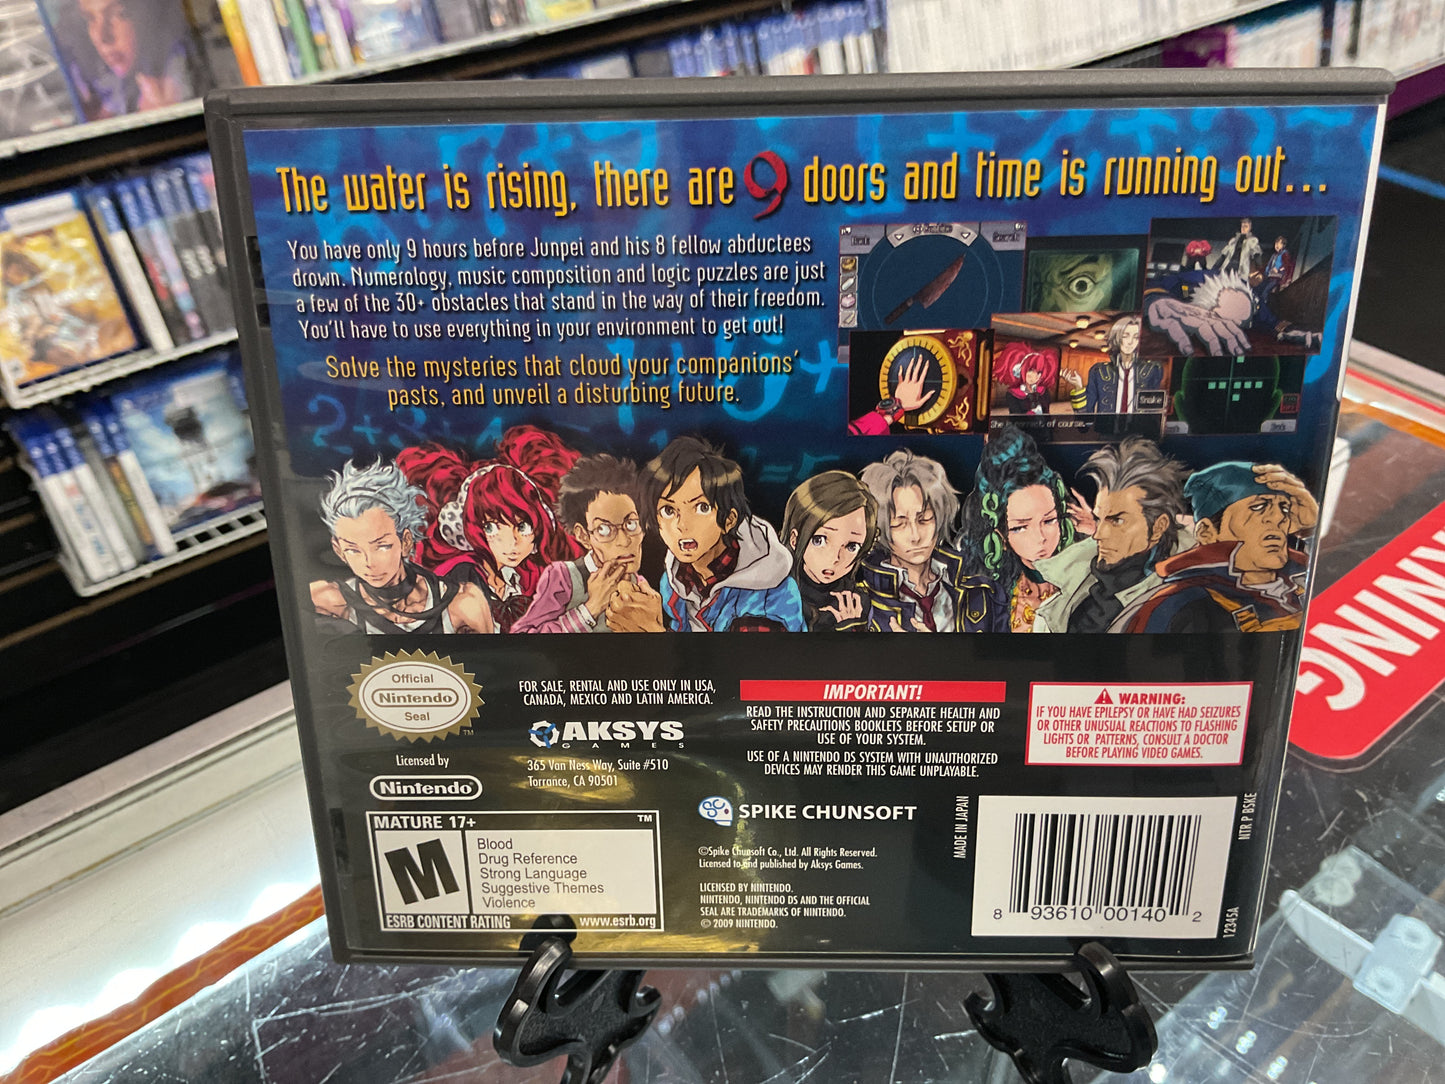 The water is rising, there are 9 doors and time is running out...
You have only 9 hours before Junpei and his 8 fellow abductees
drown. Numerology, music composition and logic puzzles are just
a few of the 30+ obstacles that stand in the way of their freedom.
You'll have to use everything in your environment to get out!
Solve the mysteries that cloud your companions'
pasts, and unveil a disturbing future.
Snake
Official
Nintendo
Seal
TM
Licensed by
Nintendo
FOR SALE, RENTAL AND USE ONLY IN USA,
CANADA, MEXICO AND LATIN AMERICA.
AKSYS
GAMES
365 Van Ness Way, Suite #510
Torrance, CA 90501
IMPORTANT!
READ THE INSTRUCTION AND SEPARATE HEALTH AND
SAFETY PRECAUTIONS BOOKLETS BEFORE SETUP OR
USE OF YOUR SYSTEM.
USE OF A NINTENDO DS SYSTEM WITH UNAUTHORIZED
DEVICES MAY RENDER THIS GAME UNPLAYABLE.
WARNING:
IF YOU HAVE EPILEPSY OR HAVE HAD SEIZURES
OR OTHER UNUSUAL REACTIONS TO FLASHING
LIGHTS OR PATTERNS, CONSULT A DOCTOR
BEFORE PLAYING VIDEO GAMES.
MATURE 17+
TM
M
Blood
Drug Reference
Strong Language
Suggestive Themes
Violence
ESRB CONTENT RATING
www.esrb.org
SPIKE CHUNSOFT
©Spike Chunsoft Co., Ltd. All Rights Reserved.
Licensed to and published by Aksys Games.
LICENSED BY NINTENDO.
NINTENDO, NINTENDO DS AND THE OFFICIAL
SEAL ARE TRADEMARKS OF NINTENDO.
© 2009 NINTENDO.
MADE IN JAPAN
NTR P BSKE
8 93610 00140 2
12345A